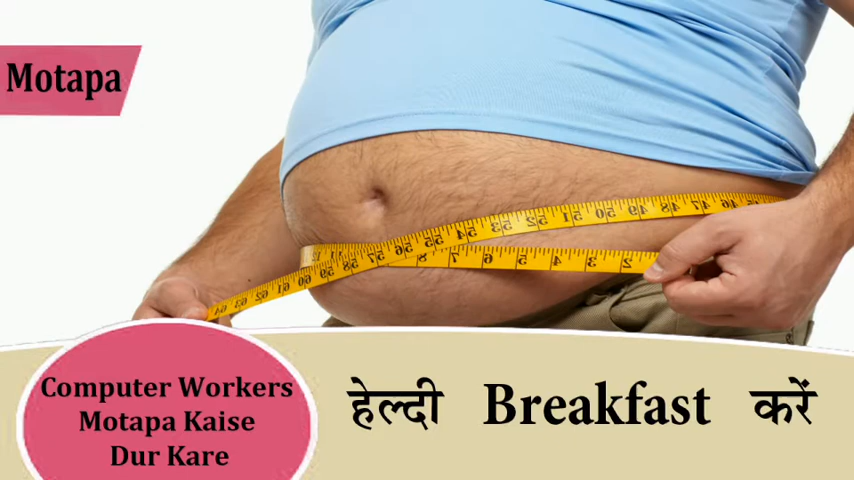 Motapa
Computer Workers
Motapa Kaise
Dur Kare
हेल्दी Breakfast करें